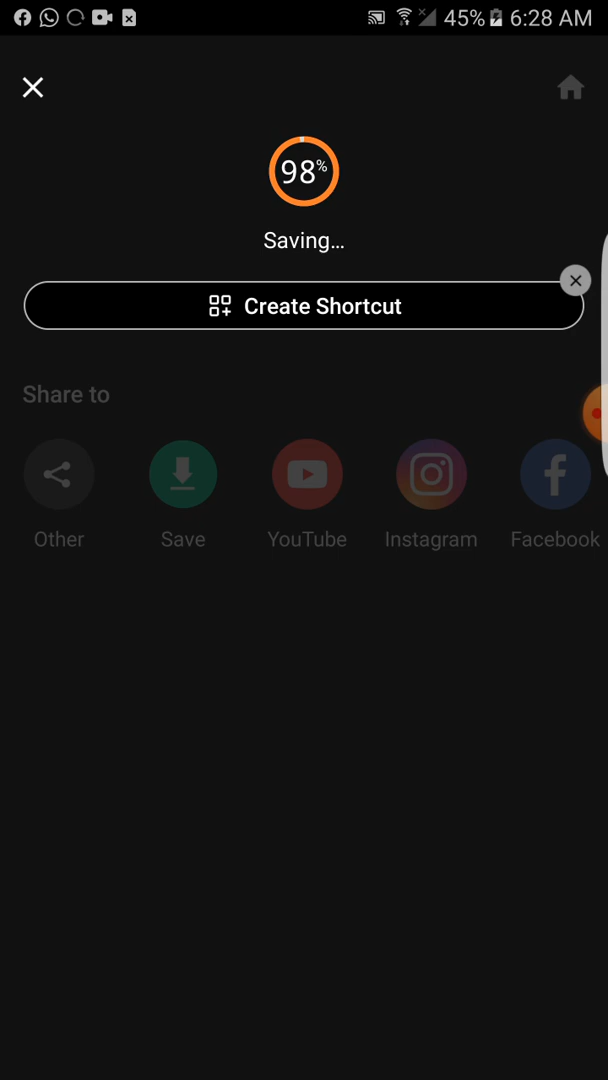 45% 6:28 AM
98%
Saving...
Create Shortcut
Share to
Other Save YouTube Instagram Facebook